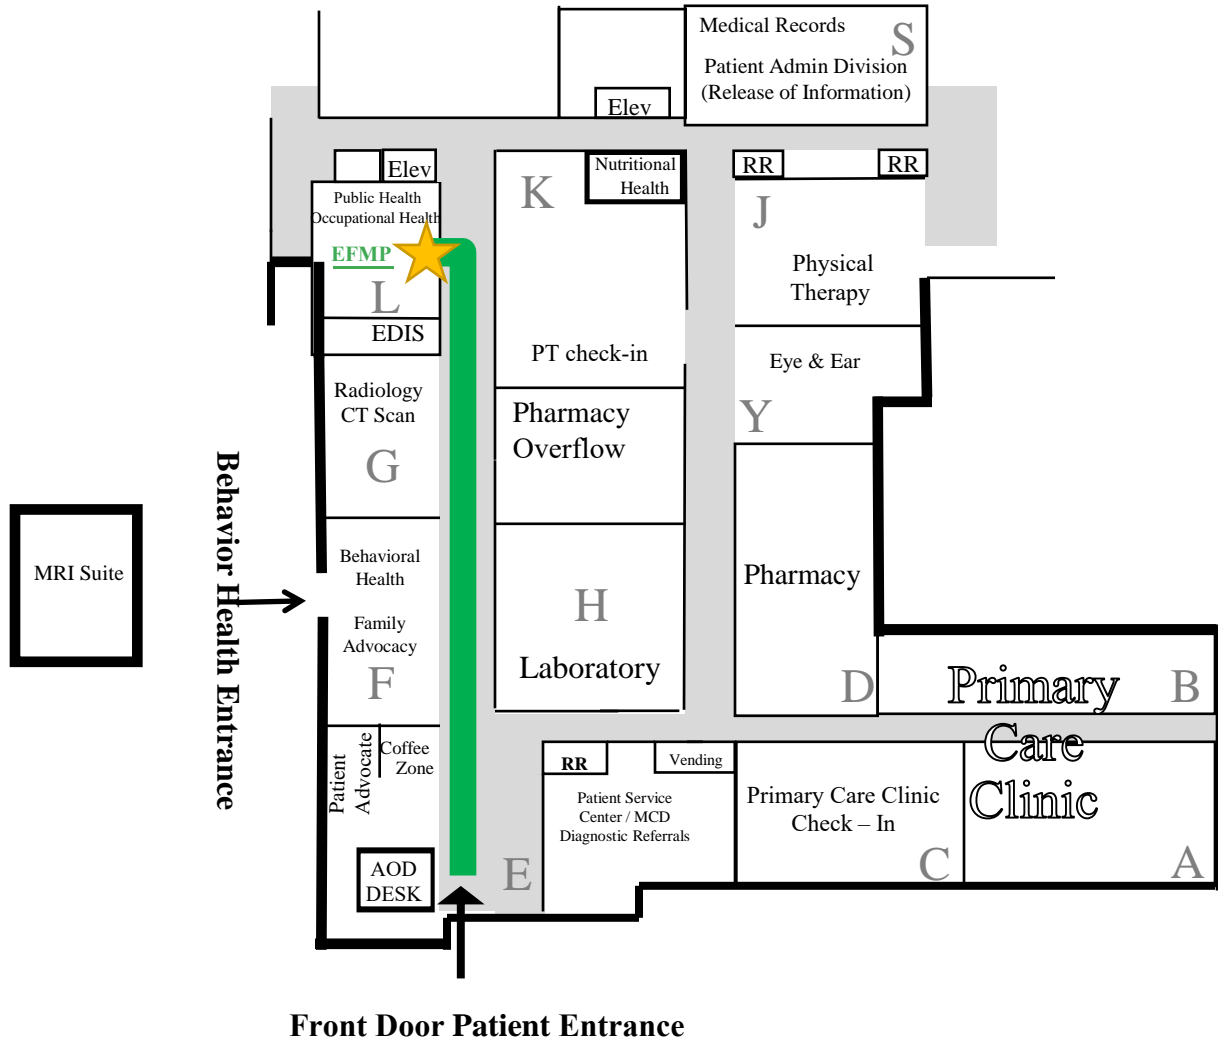 Medical Records
S
Patient Admin Division
(Release of Information)
Elev
Elev
Public Health
Occupational Health
EFMP
L
EDIS
Nutritional
Health
K
PT check-in
RR
RR
J
Physical
Therapy
Eye & Ear
Y
Radiology
CT Scan
G
Pharmacy
Overflow
MRI Suite
Behavior Health Entrance
Behavioral
Health
Family
Advocacy
F
H
Laboratory
Pharmacy
D
Primary
Care
Clinic
B
Patient
Advocate
Coffee
Zone
RR
Vending
Patient Service
Center / MCD
Diagnostic Referrals
E
Primary Care Clinic
Check – In
C
A
AOD
DESK
Front Door Patient Entrance